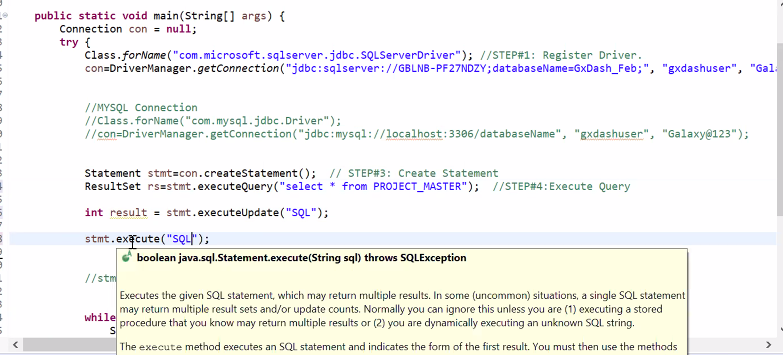 public static void main(String[] args) {
Connection con = null;
try {
Class.forName("com.microsoft.sqlserver.jdbc.SQLServerDriver"); //STEP#1: Register Driver.
con=DriverManager.getConnection("jdbc:sqlserver://GBLNB-PF27NDZY;databaseName=GxDash_Feb;", "gxdashuser", "Gala
//MYSQL Connection
//Class.forName("com.mysql.jdbc.Driver");
//con=DriverManager.getConnection("jdbc:mysql://localhost:3306/databaseName", "gxdashuser", "Galaxy@123");
Statement stmt=con.createStatement(); // STEP#3: Create Statement
ResultSet rs=stmt.executeQuery("select * from PROJECT_MASTER"); //STEP#4:Execute Query
int result = stmt.executeUpdate("SQL");
stmt.execute("SQL");
boolean java.sql.Statement.execute(String sql) throws SQLException
//stm
Executes the given SQL statement, which may return multiple results. In some (uncommon) situations, a single SQL statement
may return multiple result sets and/or update counts. Normally you can ignore this unless you are (1) executing a stored
while
procedure that you know may return multiple results or (2) you are dynamically executing an unknown SQL string.
S
The execute method executes an SQL statement and indicates the form of the first result. You must then use the methods